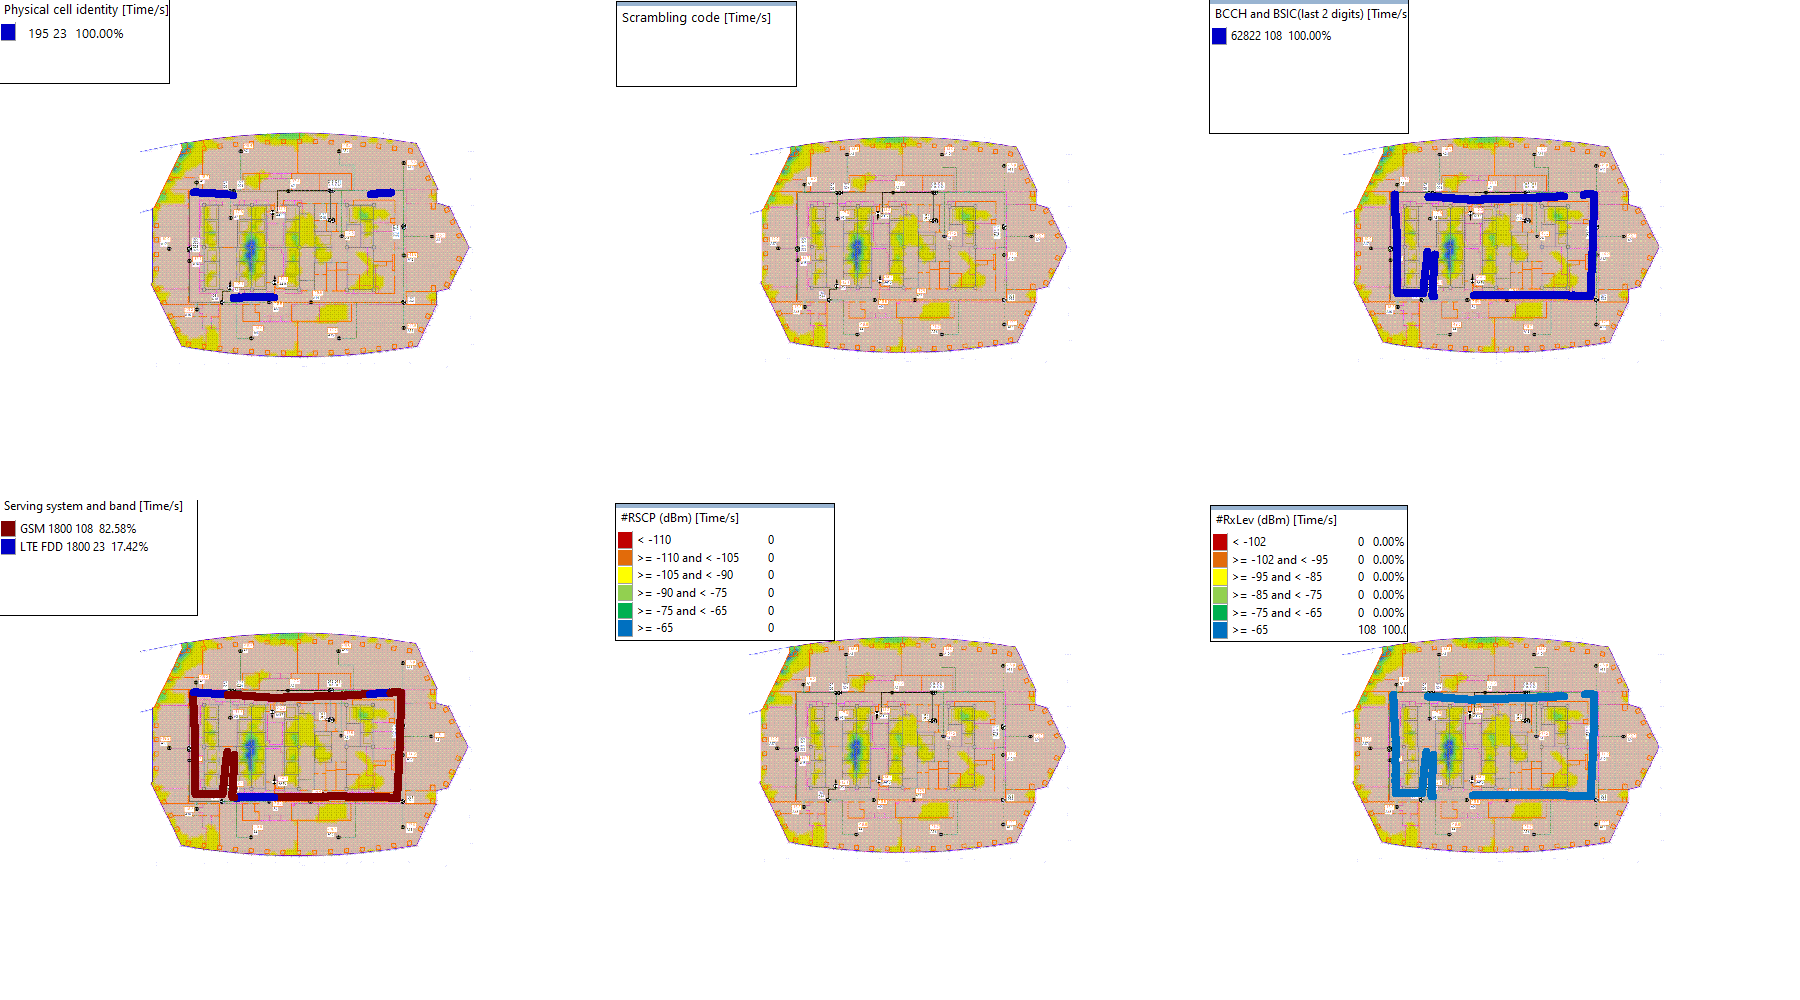 Physical cell identity [Time/s]
195 23 100.00%
Scrambling code [Time/s]
BCCH and BSIC(last 2 digits) [Time/s
62822 108 100.00%
Serving system and band [Time/s]
GSM 1800 108 82.58%
LTE FDD 1800 23 17.42%
#RSCP (dBm) [Time/s]
< -110 0
>= -110 and < -105 0
>= -105 and < -90 0
>= -90 and < -75 0
>= -75 and < -65 0
>= -65 0
#RxLev (dBm) [Time/s]
< -102 0 0.00%
>= -102 and < -95 0 0.00%
>= -95 and < -85 0 0.00%
>= -85 and < -75 0 0.00%
>= -75 and < -65 0 0.00%
>= -65 108 100.0